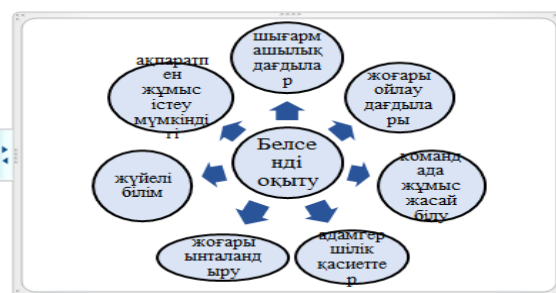 шығарм
ашылық
дағдыла
р
ақпаратп
ен
жұмыс
істеу
мүмкінді
гі
жоғары
ойлау
дағдыла
ры
Белсе
нді
оқыту
жүйелі
білім
команд
ада
жұмыс
жасай
білу
жоғары
ынталанд
ыру
адамгер
шілік
қасиетте
р